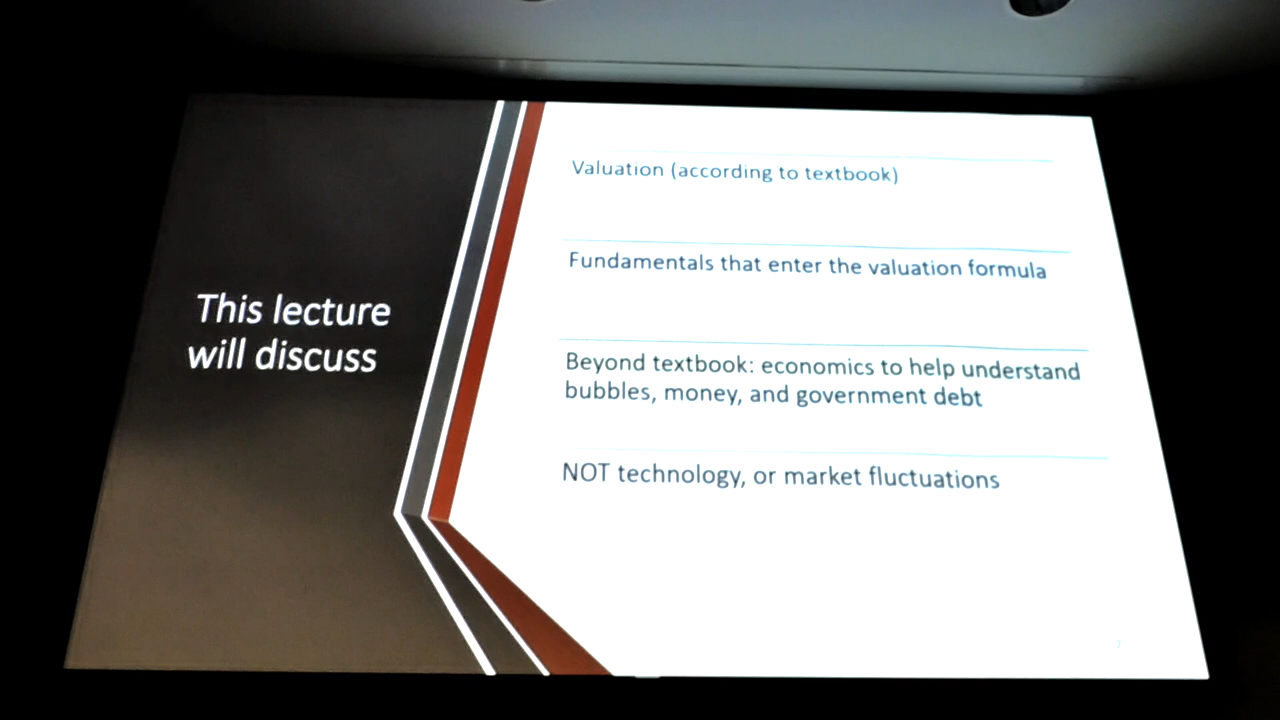 This lecture
will discuss
Valuation (according to textbook)
Fundamentals that enter the valuation formula
Beyond textbook: economics to help understand
bubbles, money, and government debt
NOT technology, or market fluctuations